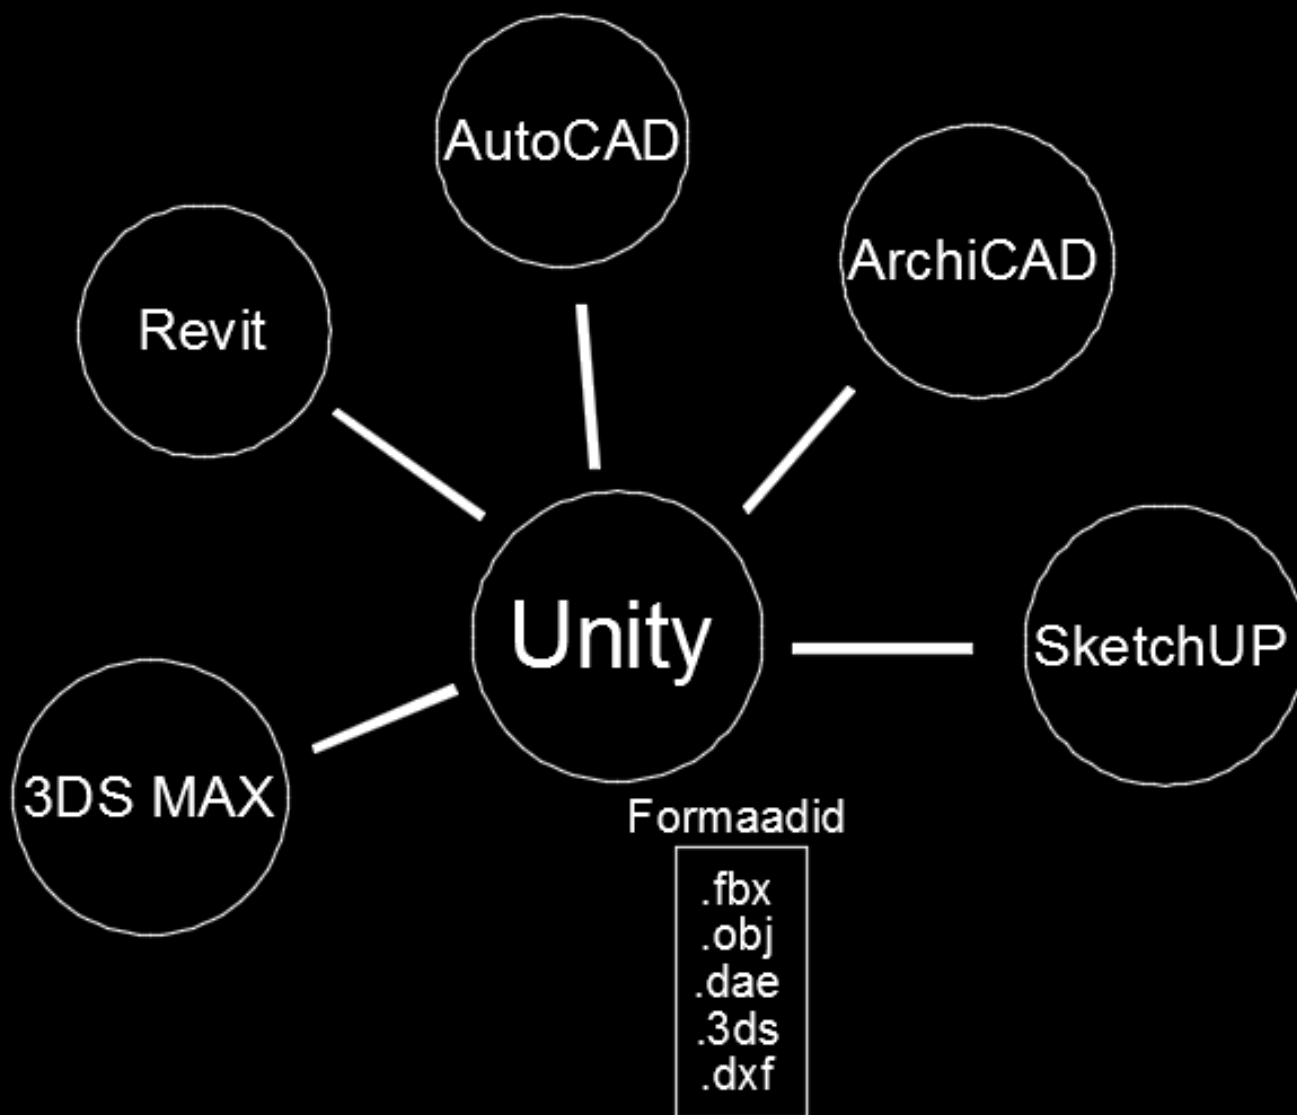 AutoCAD
ArchiCAD
Revit
Unity
SketchUP
3DS MAX
Formaadid
.fbx
.obj
.dae
.3ds
.dxf